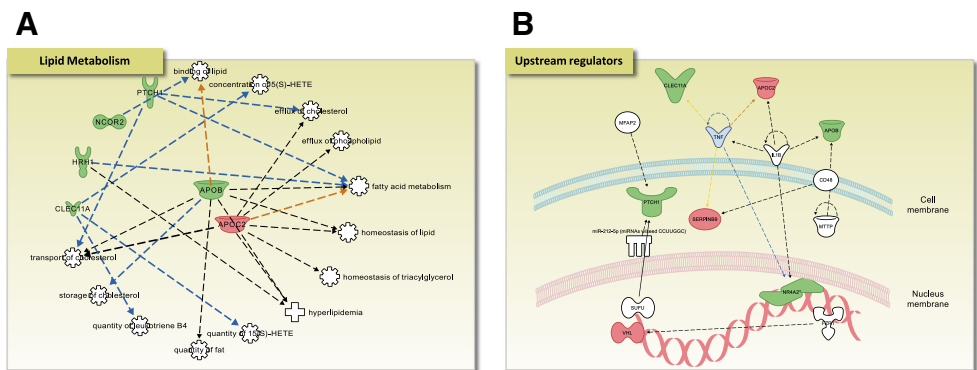 A
B
Lipid Metabolism
Upstream regulators
binding of lipid
concentration of 5(S)-HETE
PTCH1
efflux of cholesterol
NCOR2
efflux of phospholipid
HRH1
fatty acid metabolism
APOB
CLEC11A
APOC2
homeostasis of lipid
transport of cholesterol
homeostasis of triacylglycerol
storage of cholesterol
hyperlipidemia
quantity of leukotriene B4
quantity of 15(S)-HETE
quantity of fat
CLEC11A
APOC2
MFAP2
TNF
APOB
IL1B
CD48
PTCH1
SERPINB9
MTTP
Cell
membrane
miR-212-5p (miRNAs w/seed CCUUGGC)
Nucleus
membrane
NR4A2*
SUFU
VHL